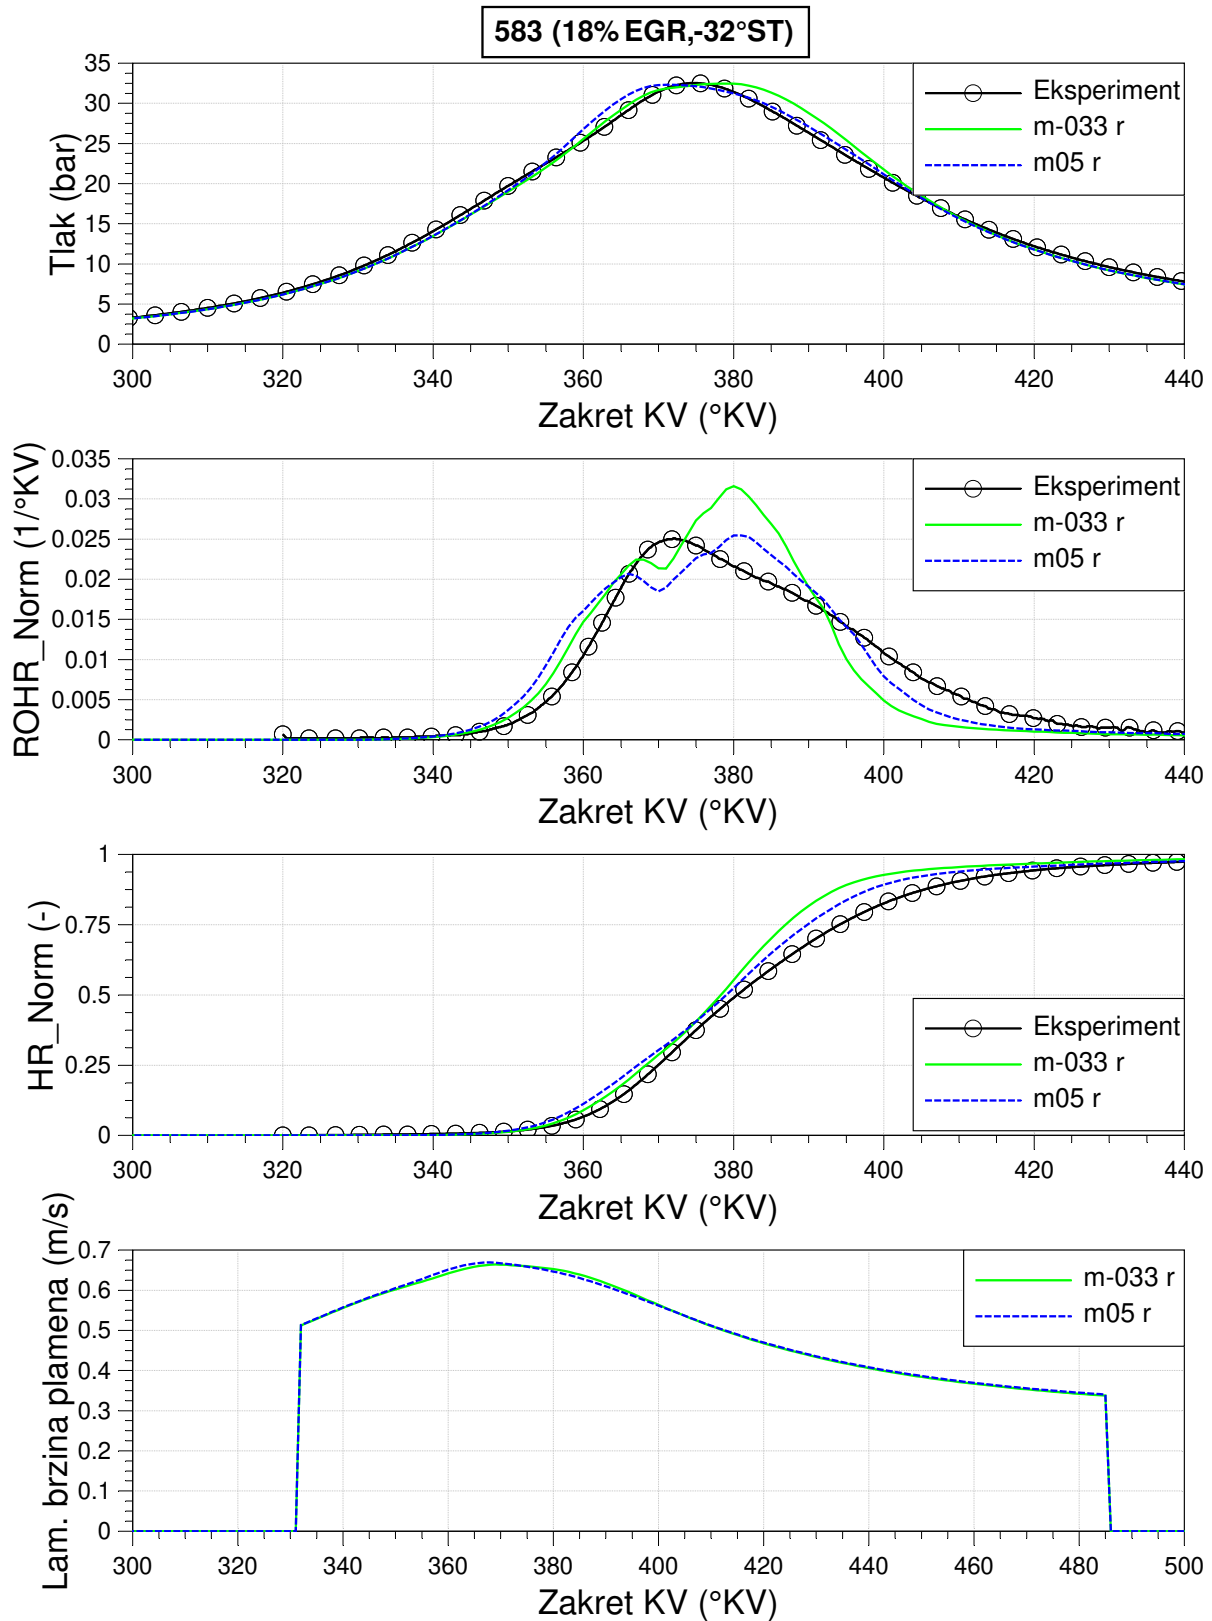 583 (18% EGR,-32°ST)
Tlak (bar)
35
30
25
20
15
10
5
0
Eksperiment
m-033 r
m05 r
300 320 340 360 380 400 420 440
Zakret KV (°KV)
ROHR_Norm (1/°KV)
0.035
0.03
0.025
0.02
0.015
0.01
0.005
0
Eksperiment
m-033 r
m05 r
300 320 340 360 380 400 420 440
Zakret KV (°KV)
HR_Norm (-)
1
0.75
0.5
0.25
0
Eksperiment
m-033 r
m05 r
300 320 340 360 380 400 420 440
Zakret KV (°KV)
Lam. brzina plamena (m/s)
0.7
0.6
0.5
0.4
0.3
0.2
0.1
0
m-033 r
m05 r
300 320 340 360 380 400 420 440 460 480 500
Zakret KV (°KV)